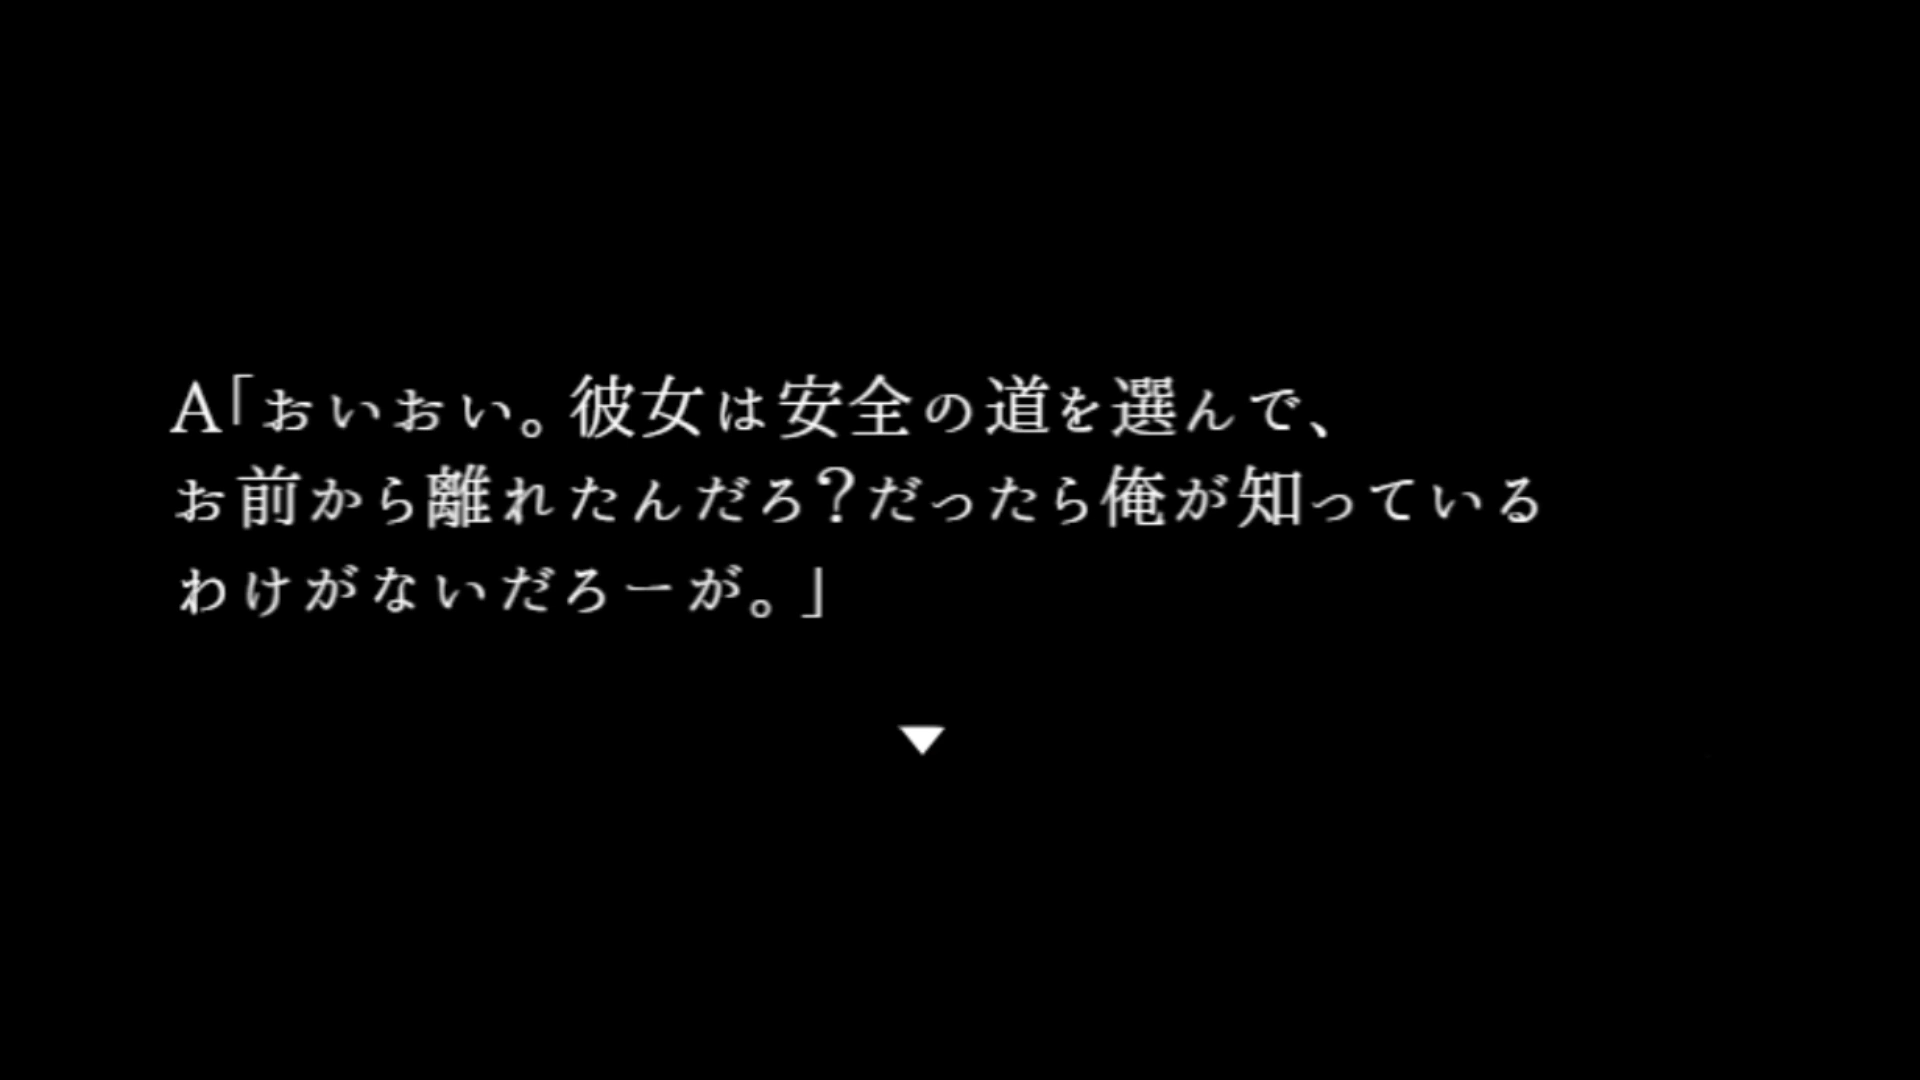 A「おいおい。彼女は安全の道を選んで、
お前から離れたんだろ？だったら俺が知っている
わけがないだろーが。」